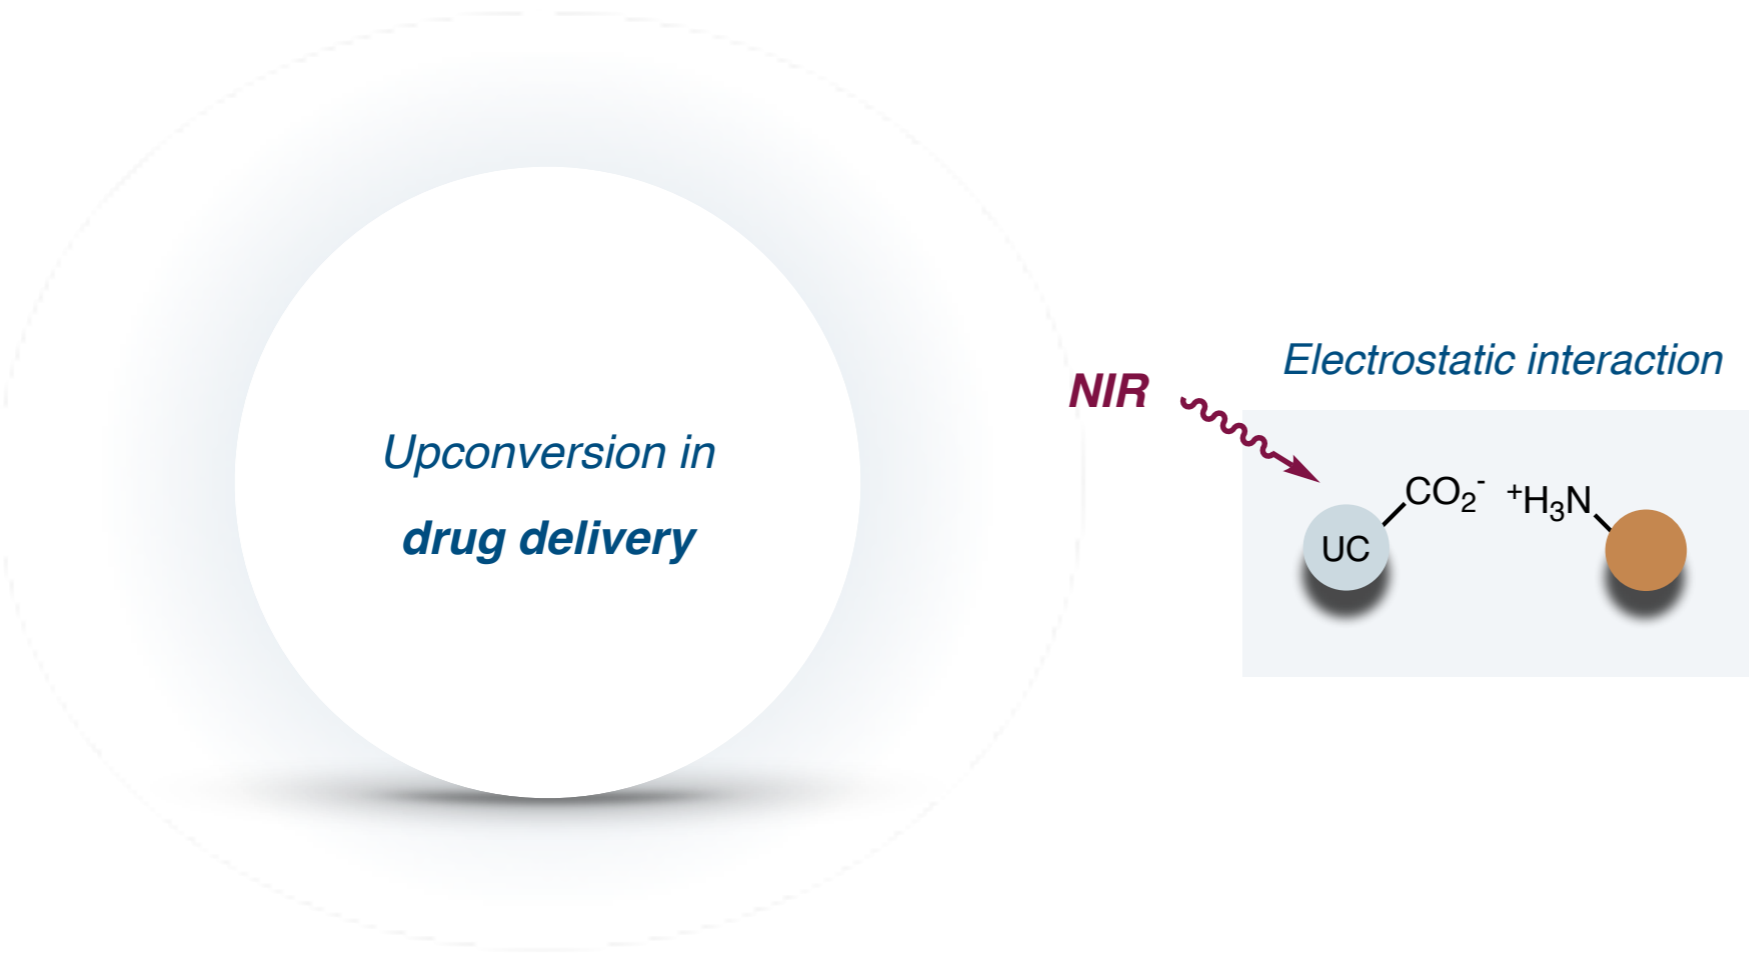 Upconversion in
drug delivery
NIR
Electrostatic interaction
CO₂⁻ ⁺H₃N
UC